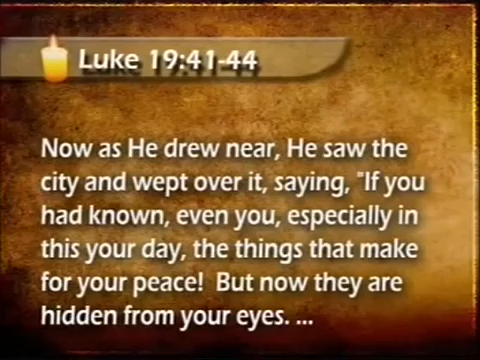 Luke 19:41-44
Now as He drew near, He saw the
city and wept over it, saying, "If you
had known, even you, especially in
this your day, the things that make
for your peace!  But now they are
hidden from your eyes. ...